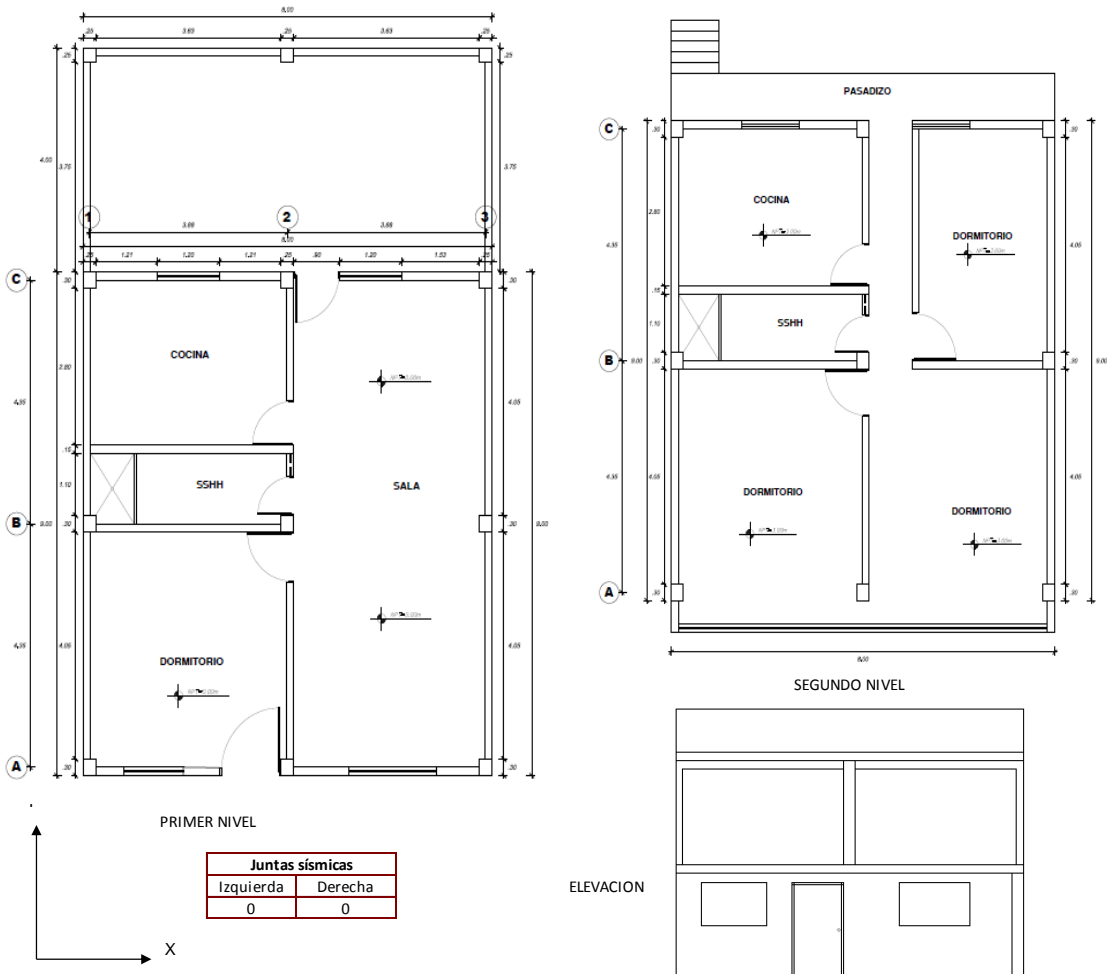 8,00
.25 3.63 .25 3.63 .25
.25
.25
4,00
3.75
3.75
1 2 3
3.88 3.88
8,00
.25 1.21 1.20 1.21 .25 .90 1.20 1.53 .25
C
.30
.30
COCINA
2.80
4,35
4.05
.15
1.10
SSHH
SALA
B
9,00
.30
.30
9,00
4,35
4.05
4.05
DORMITORIO
A
.30
.30
PRIMER NIVEL
Juntas sísmicas
Izquierda Derecha
0 0
X
PASADIZO
C
.30
.30
COCINA
2.80
4,35
DORMITORIO
4.05
.15
1.10
SSHH
B
9,00
.30
.30
9,00
4,35
4.05
4.05
DORMITORIO
DORMITORIO
A
.30
.30
8,00
SEGUNDO NIVEL
ELEVACION